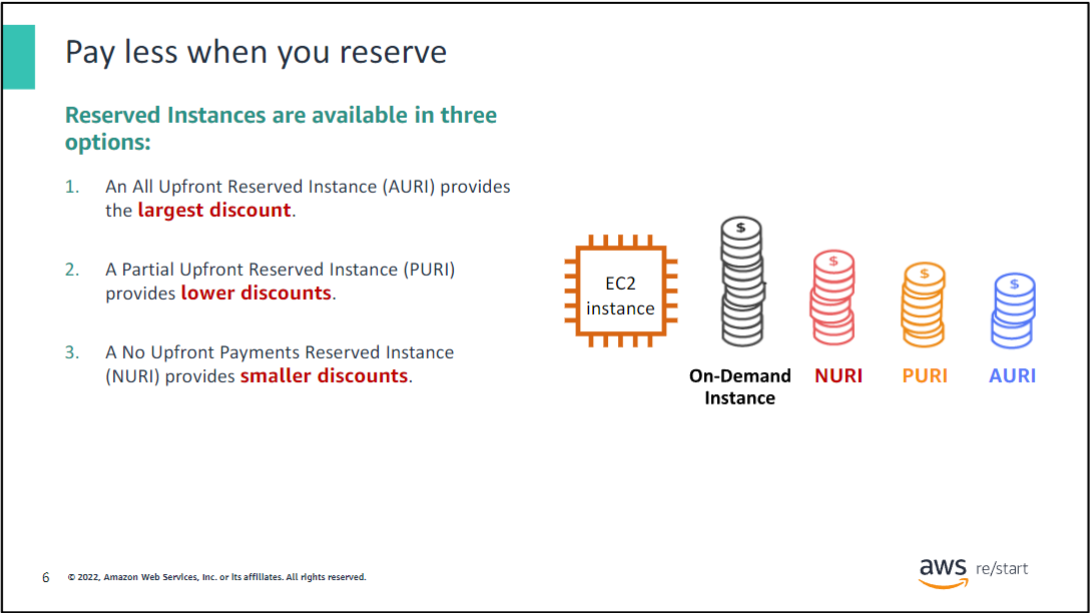 Pay less when you reserve
Reserved Instances are available in three
options:
1. An All Upfront Reserved Instance (AURI) provides
the largest discount.
2. A Partial Upfront Reserved Instance (PURI)
provides lower discounts.
3. A No Upfront Payments Reserved Instance
(NURI) provides smaller discounts.
EC2
instance
$
$
$
$
On-Demand
Instance
NURI
PURI
AURI
6
© 2022, Amazon Web Services, Inc. or its affiliates. All rights reserved.
aws re/start